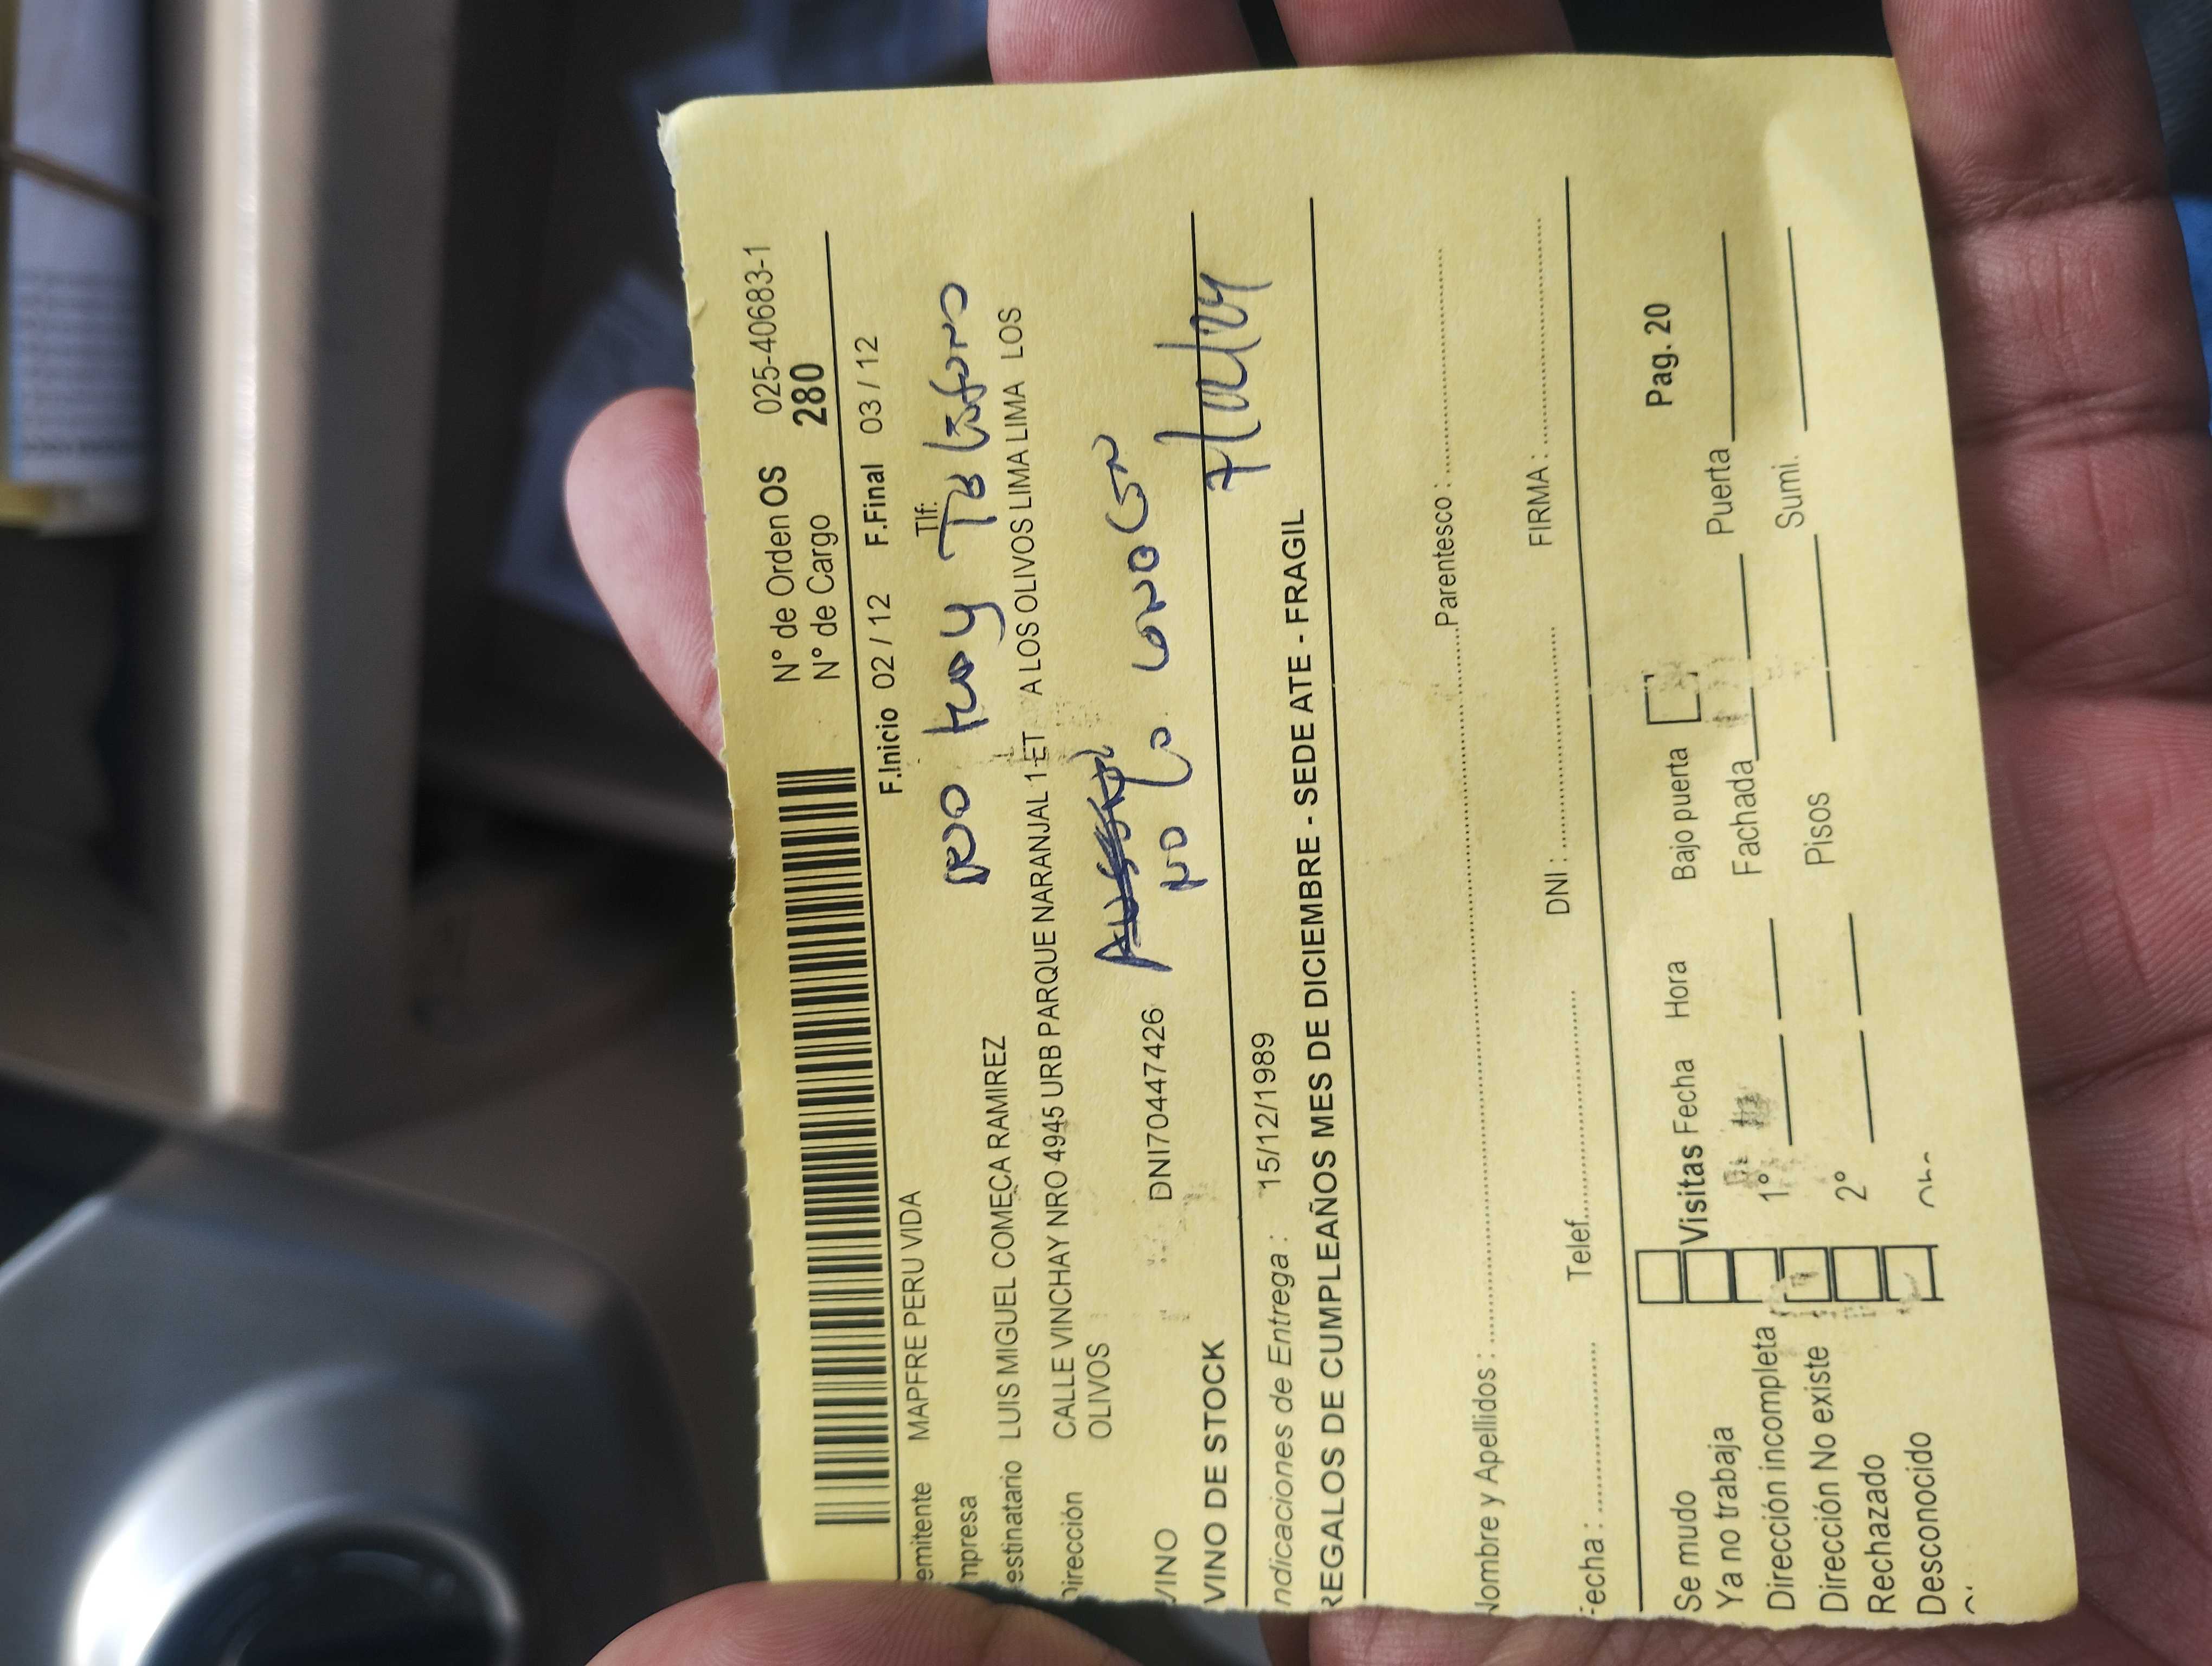 N° de Orden OS 025-40683-1
N° de Cargo 280
F.Inicio 02 / 12 F.Final 03 / 12
emitente MAPFRE PERU VIDA
Tlf.
NO hay Telefono
mpresa
estinatario LUIS MIGUEL COMECA RAMIREZ
Dirección CALLE VINCHAY NRO 4945 URB PARQUE NARANJAL 1 ET A LOS OLIVOS LIMA LIMA LOS
OLIVOS
VINO DNI70447426
NO lo conocen
VINO DE STOCK
ndicaciones de Entrega : 15/12/1989
REGALOS DE CUMPLEAÑOS MES DE DICIEMBRE - SEDE ATE - FRAGIL
Nombre y Apellidos : Parentesco :
Fecha : Telef. DNI : FIRMA :
Se mudo
Ya no trabaja Visitas Fecha Hora Bajo puerta Pag. 20
Dirección incompleta 1° Fachada Puerta
Dirección No existe
Rechazado 2° Pisos Sumi.
Desconocido